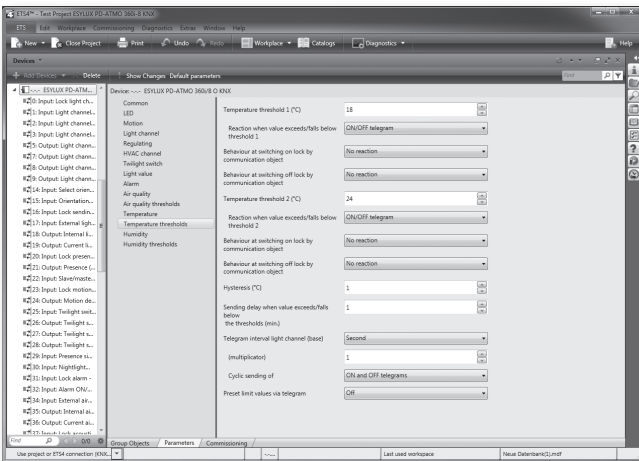 ETS4™ - Test Project ESYLUX PD-ATMO 360i-8 KNX
ETS Edit Workplace Commissioning Diagnostics Extras Window Help
New Close Project Print Undo Redo Workplace Catalogs Diagnostics Help
Devices
Add Devices Delete Show Changes Default parameters Find
-.-.- ESYLUX PD-ATM...
0: Input: Lock light ch...
1: Input: Light channel...
2: Input: Light channel...
3: Input: Light channel...
5: Output: Light chann...
7: Output: Light chann...
8: Output: Light chann...
9: Output: Light chann...
14: Input: Select orien...
15: Input: Orientation...
16: Input: Lock sendin...
17: Input: External ligh...
18: Output: Internal li...
19: Output: Current li...
20: Input: Lock presen...
21: Output: Presence (...
22: Input: Slave/maste...
23: Input: Lock motion...
24: Output: Motion de...
25: Input: Twilight swit...
26: Output: Twilight s...
27: Output: Twilight s...
28: Output: Twilight s...
29: Input: Presence si...
30: Input: Nightlight...
31: Input: Lock alarm -
32: Input: Alarm ON/...
34: Input: External air...
35: Output: Internal ai...
36: Output: Current ai...
37: Input: Lock acousti...
Find 0/0
Device: -.-.- ESYLUX PD-ATMO 360i/8 O KNX
Common
LED
Motion
Light channel
Regulating
HVAC channel
Twilight switch
Light value
Alarm
Air quality
Air quality thresholds
Temperature
Temperature thresholds
Humidity
Humidity thresholds
Temperature threshold 1 (°C) 18
Reaction when value exceeds/falls below ON/OFF telegram
threshold 1
Behaviour at switching on lock by No reaction
communication object
Behaviour at switching off lock by No reaction
communication object
Temperature threshold 2 (°C) 24
Reaction when value exceeds/falls below ON/OFF telegram
threshold 2
Behaviour at switching on lock by No reaction
communication object
Behaviour at switching off lock by No reaction
communication object
Hysteresis (°C) 1
Sending delay when value exceeds/falls 1
below
the thresholds (min.)
Telegram interval light channel (base) Second
(multiplicator) 1
Cyclic sending of ON and OFF telegrams
Preset limit values via telegram Off
Group Objects Parameters Commissioning
Use project or ETS4 connection (KNX... -.-.- Last used workspace Neue Datenbank(1).mdf